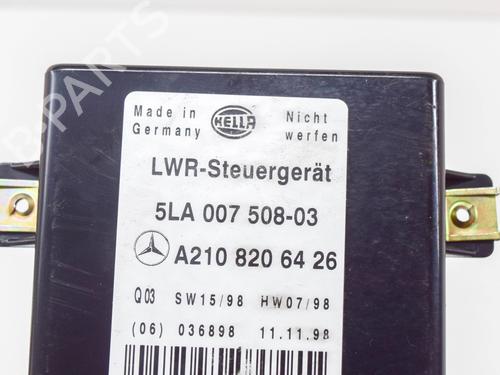 Made in Germany
HELLA
Nicht werfen
LWR-Steuergerät
5LA 007 508-03
A210 820 64 26
Q03 SW15/98 HW07/98
(06) 036898 11.11.98
B-PARTS